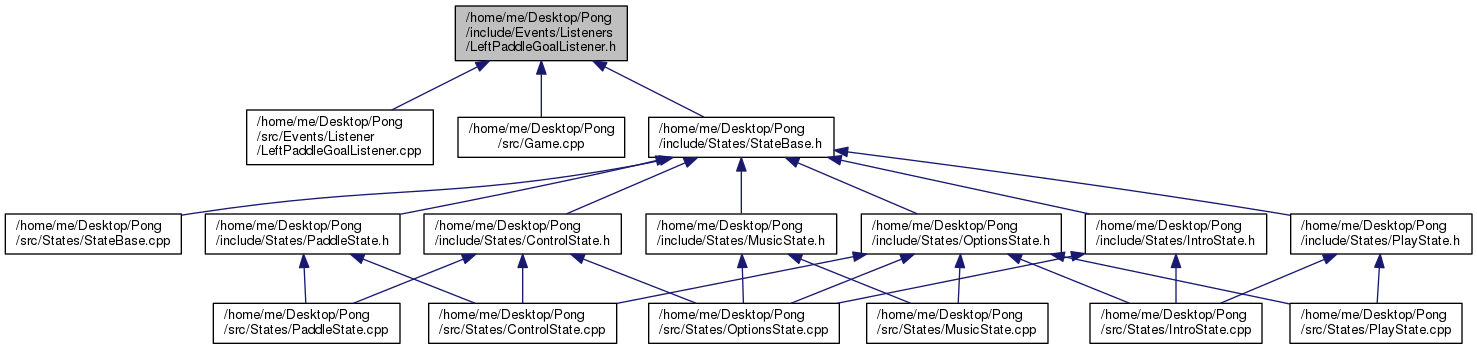 /home/me/Desktop/Pong
/include/Events/Listeners
/LeftPaddleGoalListener.h
/home/me/Desktop/Pong
/src/Events/Listener
/LeftPaddleGoalListener.cpp
/home/me/Desktop/Pong
/src/Game.cpp
/home/me/Desktop/Pong
/include/States/StateBase.h
/home/me/Desktop/Pong
/src/States/StateBase.cpp
/home/me/Desktop/Pong
/include/States/PaddleState.h
/home/me/Desktop/Pong
/include/States/ControlState.h
/home/me/Desktop/Pong
/include/States/MusicState.h
/home/me/Desktop/Pong
/include/States/OptionsState.h
/home/me/Desktop/Pong
/include/States/IntroState.h
/home/me/Desktop/Pong
/include/States/PlayState.h
/home/me/Desktop/Pong
/src/States/PaddleState.cpp
/home/me/Desktop/Pong
/src/States/ControlState.cpp
/home/me/Desktop/Pong
/src/States/OptionsState.cpp
/home/me/Desktop/Pong
/src/States/MusicState.cpp
/home/me/Desktop/Pong
/src/States/IntroState.cpp
/home/me/Desktop/Pong
/src/States/PlayState.cpp